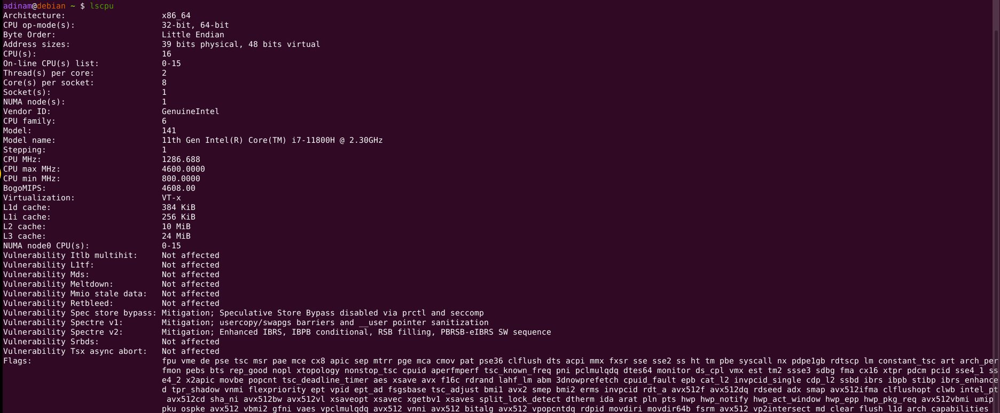 adinam@debian ~ $ lscpu
Architecture:                    x86_64
CPU op-mode(s):                  32-bit, 64-bit
Byte Order:                      Little Endian
Address sizes:                   39 bits physical, 48 bits virtual
CPU(s):                          16
On-line CPU(s) list:             0-15
Thread(s) per core:              2
Core(s) per socket:              8
Socket(s):                       1
NUMA node(s):                    1
Vendor ID:                       GenuineIntel
CPU family:                      6
Model:                           141
Model name:                      11th Gen Intel(R) Core(TM) i7-11800H @ 2.30GHz
Stepping:                        1
CPU MHz:                         1286.688
CPU max MHz:                     4600.0000
CPU min MHz:                     800.0000
BogoMIPS:                        4608.00
Virtualization:                  VT-x
L1d cache:                       384 KiB
L1i cache:                       256 KiB
L2 cache:                        10 MiB
L3 cache:                        24 MiB
NUMA node0 CPU(s):               0-15
Vulnerability Itlb multihit:     Not affected
Vulnerability L1tf:              Not affected
Vulnerability Mds:               Not affected
Vulnerability Meltdown:          Not affected
Vulnerability Mmio stale data:   Not affected
Vulnerability Retbleed:          Not affected
Vulnerability Spec store bypass: Mitigation; Speculative Store Bypass disabled via prctl and seccomp
Vulnerability Spectre v1:        Mitigation; usercopy/swapgs barriers and __user pointer sanitization
Vulnerability Spectre v2:        Mitigation; Enhanced IBRS, IBPB conditional, RSB filling, PBRSB-eIBRS SW sequence
Vulnerability Srbds:             Not affected
Vulnerability Tsx async abort:   Not affected
Flags:                           fpu vme de pse tsc msr pae mce cx8 apic sep mtrr pge mca cmov pat pse36 clflush dts acpi mmx fxsr sse sse2 ss ht tm pbe syscall nx pdpe1gb rdtscp lm constant_tsc art arch_per
fmon pebs bts rep_good nopl xtopology nonstop_tsc cpuid aperfmperf tsc_known_freq pni pclmulqdq dtes64 monitor ds_cpl vmx est tm2 ssse3 sdbg fma cx16 xtpr pdcm pcid sse4_1 ss
e4_2 x2apic movbe popcnt tsc_deadline_timer aes xsave avx f16c rdrand lahf_lm abm 3dnowprefetch cpuid_fault epb cat_l2 invpcid_single cdp_l2 ssbd ibrs ibpb stibp ibrs_enhance
d tpr_shadow vnmi flexpriority ept vpid ept_ad fsgsbase tsc_adjust bmi1 avx2 smep bmi2 erms invpcid rdt_a avx512f avx512dq rdseed adx smap avx512ifma clflushopt clwb intel_pt
avx512cd sha_ni avx512bw avx512vl xsaveopt xsavec xgetbv1 xsaves split_lock_detect dtherm ida arat pln pts hwp hwp_notify hwp_act_window hwp_epp hwp_pkg_req avx512vbmi umip
pku ospke avx512_vbmi2 gfni vaes vpclmulqdq avx512_vnni avx512_bitalg avx512_vpopcntdq rdpid movdiri movdir64b fsrm avx512_vp2intersect md_clear flush_l1d arch_capabilities